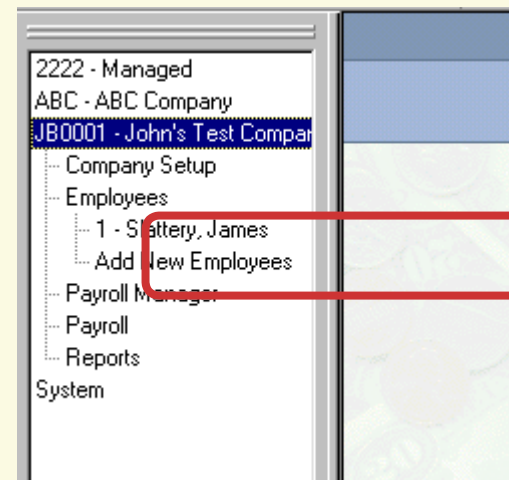 2222 - Managed
ABC - ABC Company
JB0001 - John's Test Compar
Company Setup
Employees
1 - Slattery, James
Add New Employees
Payroll Manager
Payroll
Reports
System